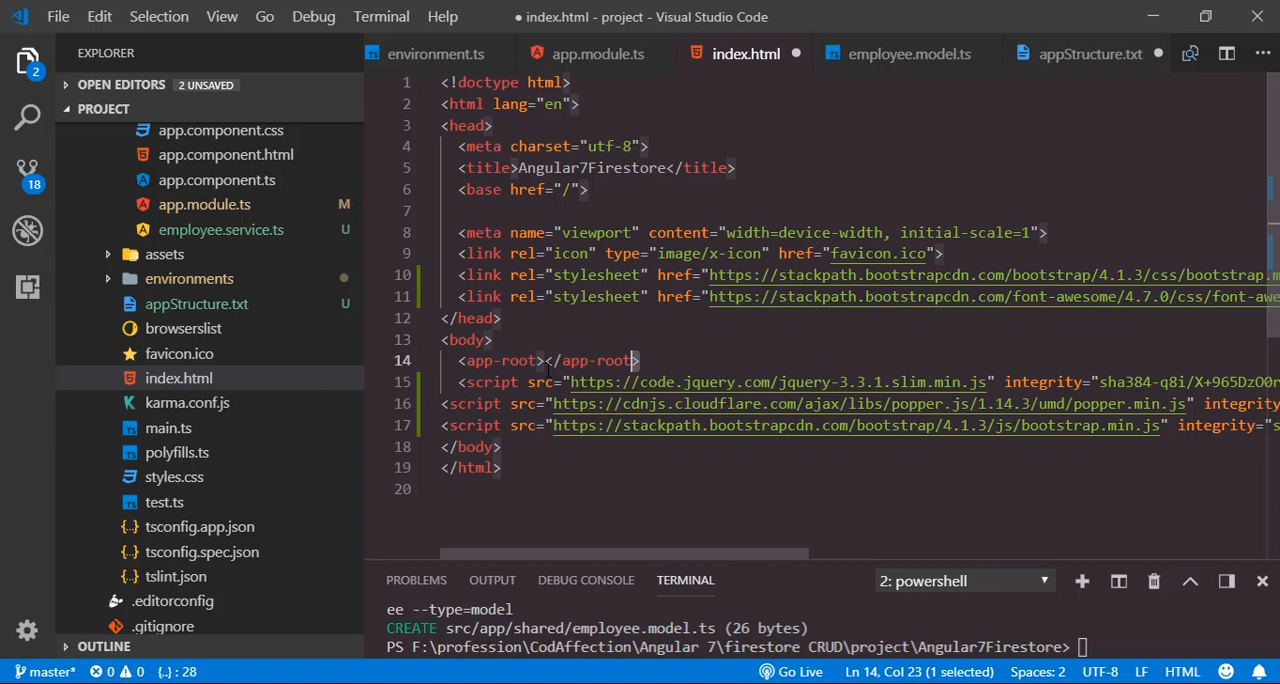 File Edit Selection View Go Debug Terminal Help
● index.html - project - Visual Studio Code
EXPLORER
OPEN EDITORS 2 UNSAVED
PROJECT
app.component.css
app.component.html
app.component.ts
app.module.ts M
employee.service.ts U
assets
environments
appStructure.txt U
browserslist
favicon.ico
index.html
karma.conf.js
main.ts
polyfills.ts
styles.css
test.ts
tsconfig.app.json
tsconfig.spec.json
tslint.json
.editorconfig
.gitignore
OUTLINE
2
18
environment.ts app.module.ts index.html employee.model.ts appStructure.txt
1 <!doctype html>
2 <html lang="en">
3 <head>
4 <meta charset="utf-8">
5 <title>Angular7Firestore</title>
6 <base href="/">
7
8 <meta name="viewport" content="width=device-width, initial-scale=1">
9 <link rel="icon" type="image/x-icon" href="favicon.ico">
10 <link rel="stylesheet" href="https://stackpath.bootstrapcdn.com/bootstrap/4.1.3/css/bootstrap.m
11 <link rel="stylesheet" href="https://stackpath.bootstrapcdn.com/font-awesome/4.7.0/css/font-awe
12 </head>
13 <body>
14 <app-root></app-root>
15 <script src="https://code.jquery.com/jquery-3.3.1.slim.min.js" integrity="sha384-q8i/X+965DzO0r
16 <script src="https://cdnjs.cloudflare.com/ajax/libs/popper.js/1.14.3/umd/popper.min.js" integrity
17 <script src="https://stackpath.bootstrapcdn.com/bootstrap/4.1.3/js/bootstrap.min.js" integrity="s
18 </body>
19 </html>
20
PROBLEMS OUTPUT DEBUG CONSOLE TERMINAL 2: powershell
ee --type=model
CREATE src/app/shared/employee.model.ts (26 bytes)
PS F:\profession\CodAffection\Angular 7\firestore CRUD\project\Angular7Firestore>
master* 0 0 {..} : 28 Go Live Ln 14, Col 23 (1 selected) Spaces: 2 UTF-8 LF HTML